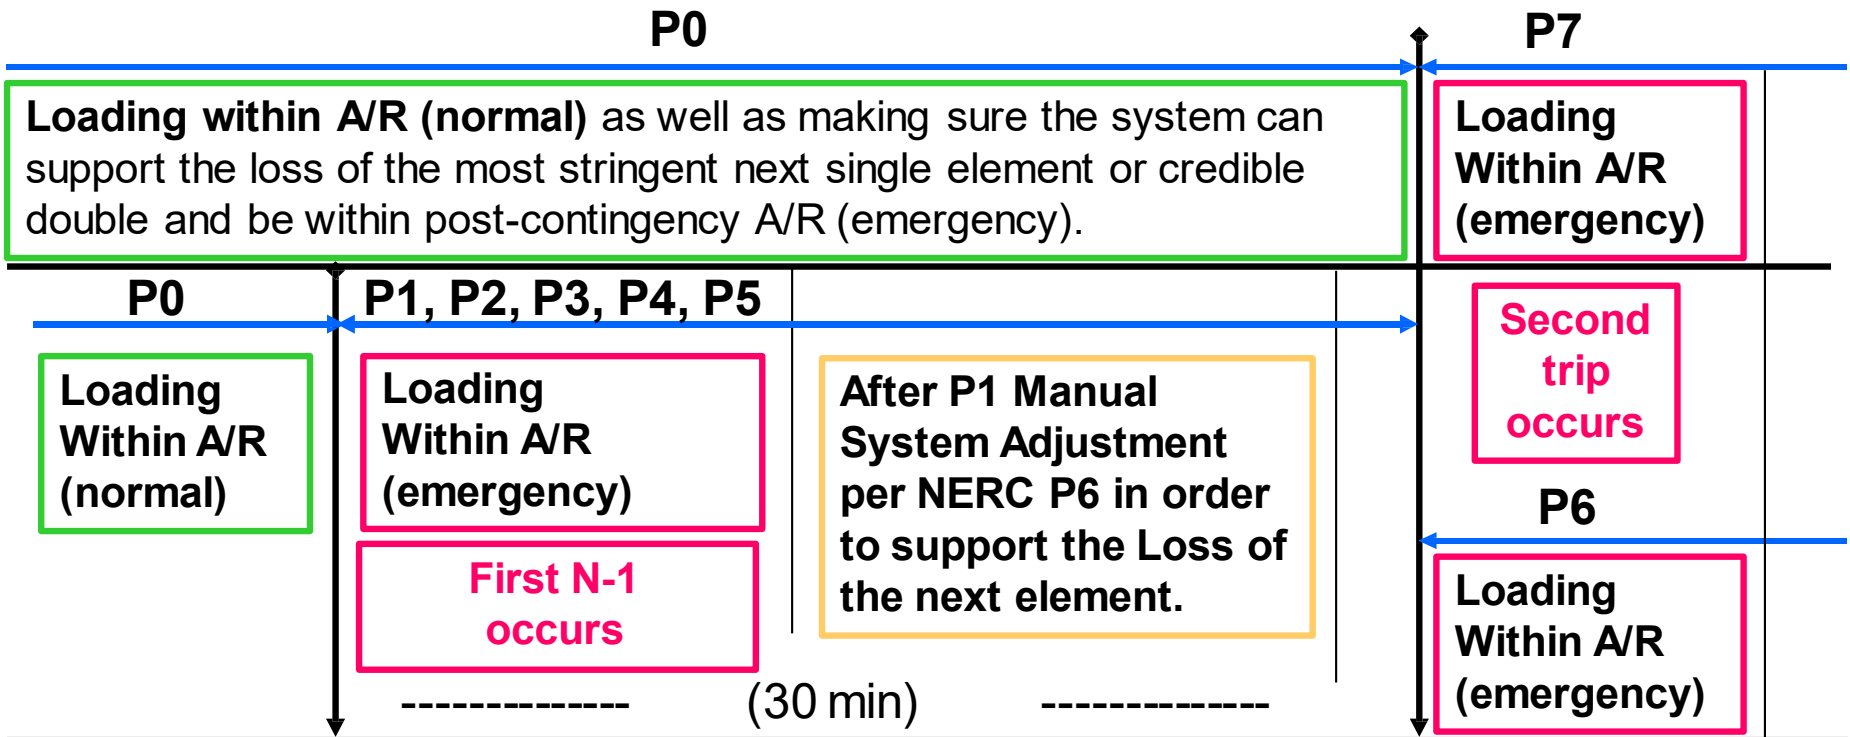 P0
P7
Loading within A/R (normal) as well as making sure the system can
support the loss of the most stringent next single element or credible
double and be within post-contingency A/R (emergency).
Loading
Within A/R
(emergency)
P0
P1, P2, P3, P4, P5
Loading
Within A/R
(normal)
Loading
Within A/R
(emergency)
First N-1
occurs
After P1 Manual
System Adjustment
per NERC P6 in order
to support the Loss of
the next element.
Second
trip
occurs
P6
Loading
Within A/R
(emergency)
-------------- (30 min) --------------